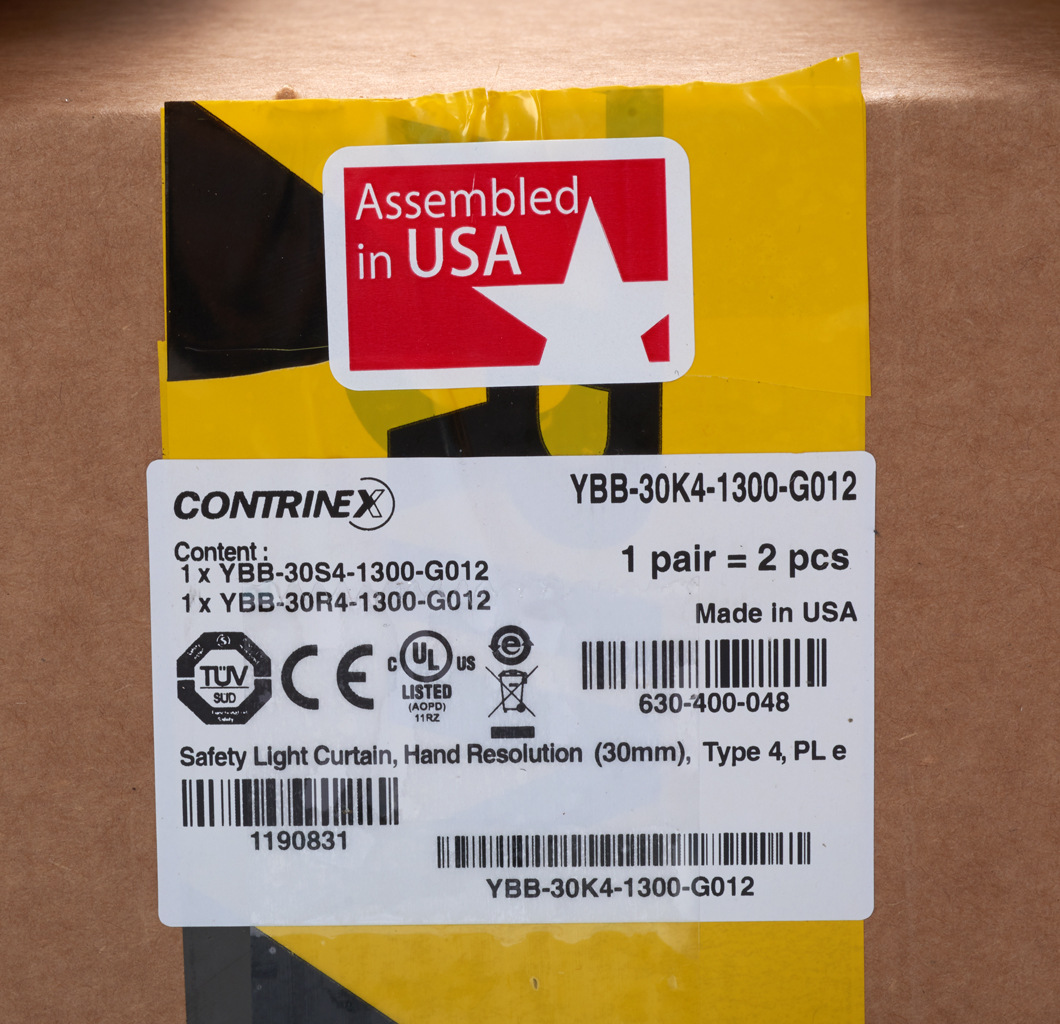 Assembled
in USA
CONTRINEX
YBB-30K4-1300-G012
Content :
1 x YBB-30S4-1300-G012
1 x YBB-30R4-1300-G012
1 pair = 2 pcs
Made in USA
TÜV
SUD
CE
C UL US
LISTED
(AOPD)
11RZ
e
630-400-048
Safety Light Curtain, Hand Resolution (30mm), Type 4, PL e
1190831
YBB-30K4-1300-G012